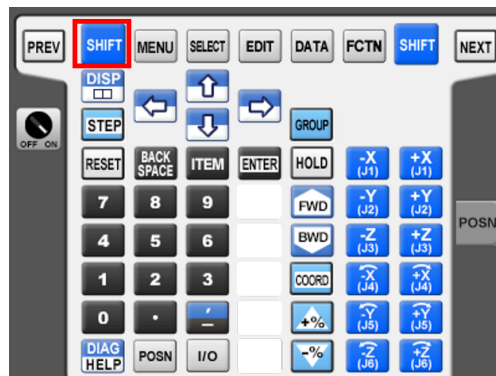 PREV SHIFT MENU SELECT EDIT DATA FCTN SHIFT NEXT
DISP
STEP GROUP
OFF ON
RESET BACK SPACE ITEM ENTER HOLD -X (J1) +X (J1)
7 8 9 FWD -Y (J2) +Y (J2)
POSN
4 5 6 BWD -Z (J3) +Z (J3)
1 2 3 COORD -X (J4) +X (J4)
0 . +% -Y (J5) +Y (J5)
DIAG HELP POSN I/O -% -Z (J6) +Z (J6)